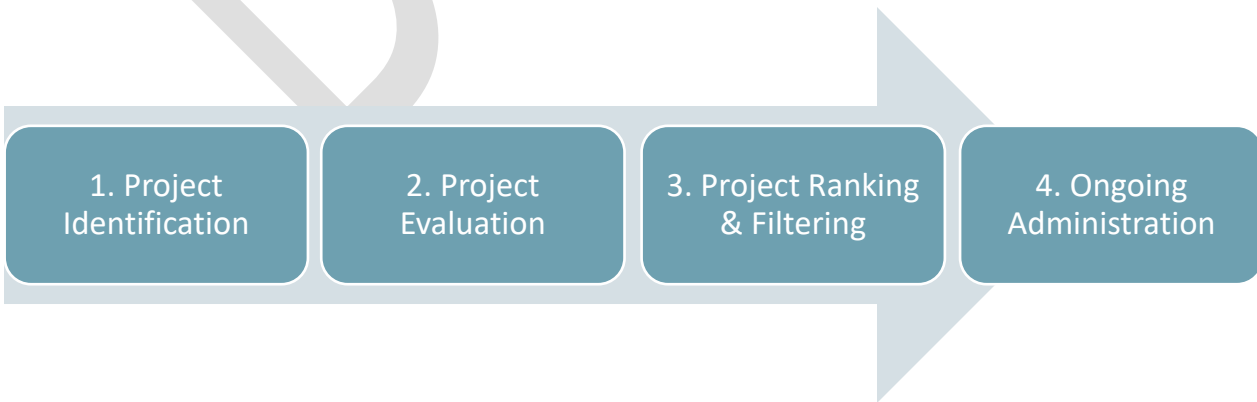 1. Project
Identification
2. Project
Evaluation
3. Project Ranking
& Filtering
4. Ongoing
Administration